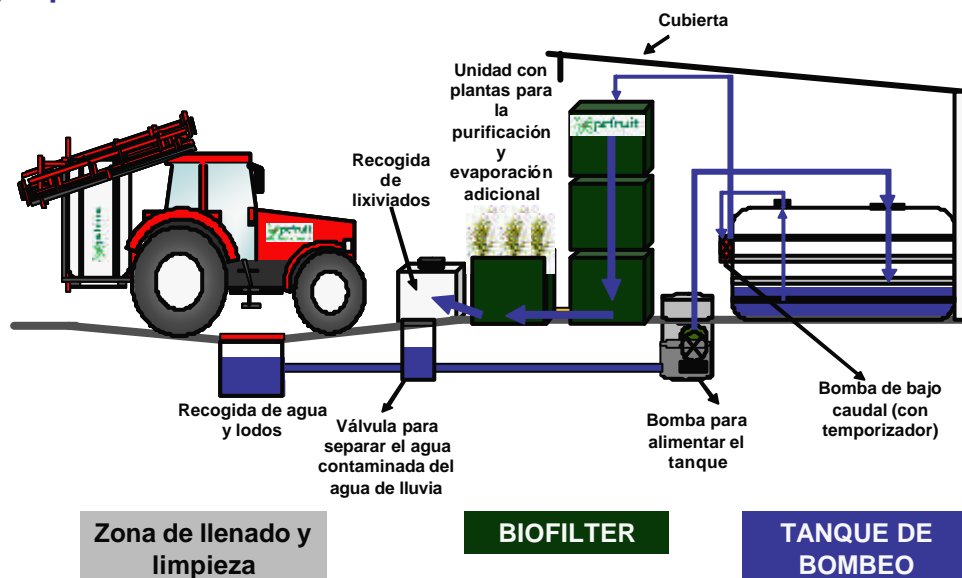 Cubierta
Unidad con
plantas para
la
purificación
y
evaporación
adicional
pcfruit
Recogida
de
lixiviados
pcfruit
Recogida de agua
y lodos
Válvula para
separar el agua
contaminada del
agua de lluvia
Bomba para
alimentar el
tanque
Bomba de bajo
caudal (con
temporizador)
Zona de llenado y
limpieza
BIOFILTER
TANQUE DE
BOMBEO